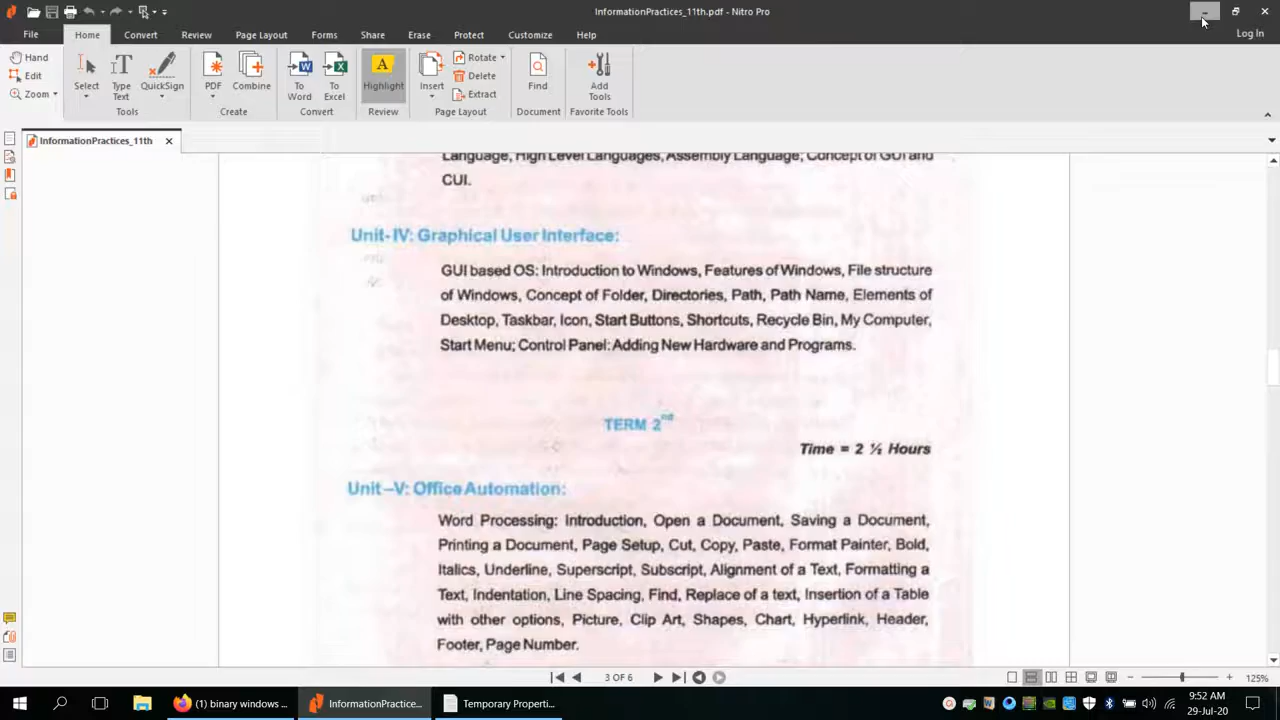 InformationPractices_11th.pdf - Nitro Pro
File Home Convert Review Page Layout Forms Share Erase Protect Customize Help Log In
Hand
Edit
Zoom
Select
Type Text
QuickSign
PDF
Combine
To Word
To Excel
Highlight
Insert
Rotate
Delete
Extract
Find
Add Tools
Tools Create Convert Review Page Layout Document Favorite Tools
InformationPractices_11th
Language, High Level Languages, Assembly Language; Concept of GUI and
CUI.
Unit- IV: Graphical User Interface:
GUI based OS: Introduction to Windows, Features of Windows, File structure
of Windows, Concept of Folder, Directories, Path, Path Name, Elements of
Desktop, Taskbar, Icon, Start Buttons, Shortcuts, Recycle Bin, My Computer,
Start Menu; Control Panel: Adding New Hardware and Programs.
TERM 2nd
Time = 2 ½ Hours
Unit –V: Office Automation:
Word Processing: Introduction, Open a Document, Saving a Document,
Printing a Document, Page Setup, Cut, Copy, Paste, Format Painter, Bold,
Italics, Underline, Superscript, Subscript, Alignment of a Text, Formatting a
Text, Indentation, Line Spacing, Find, Replace of a text, Insertion of a Table
with other options, Picture, Clip Art, Shapes, Chart, Hyperlink, Header,
Footer, Page Number.
3 OF 6
125%
(1) binary windows ...
InformationPractice...
Temporary Properti...
9:52 AM
29-Jul-20